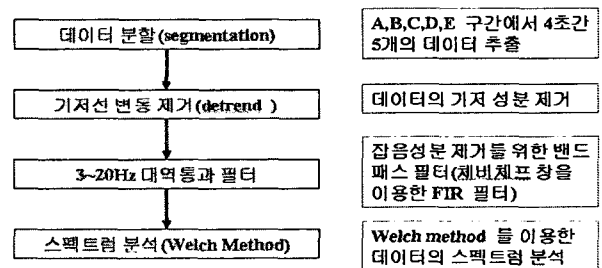 데이터 분할(segmentation)
A,B,C,D,E 구간에서 4초간
5개의 데이터 추출
기저선 변동 제거(detrend )
데이터의 기저 성분 제거
3~20Hz 대역통과 필터
잡음성분 제거를 위한 밴드
패스 필터(체비체프 창을
이용한 FIR 필터)
스펙트럼 분석(Welch Method)
Welch method 를 이용한
데이터의 스펙트럼 분석